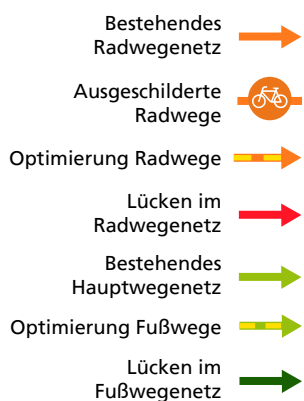 Bestehendes
Radwegenetz
Ausgeschilderte
Radwege
Optimierung Radwege
Lücken im
Radwegenetz
Bestehendes
Hauptwegenetz
Optimierung Fußwege
Lücken im
Fußwegenetz